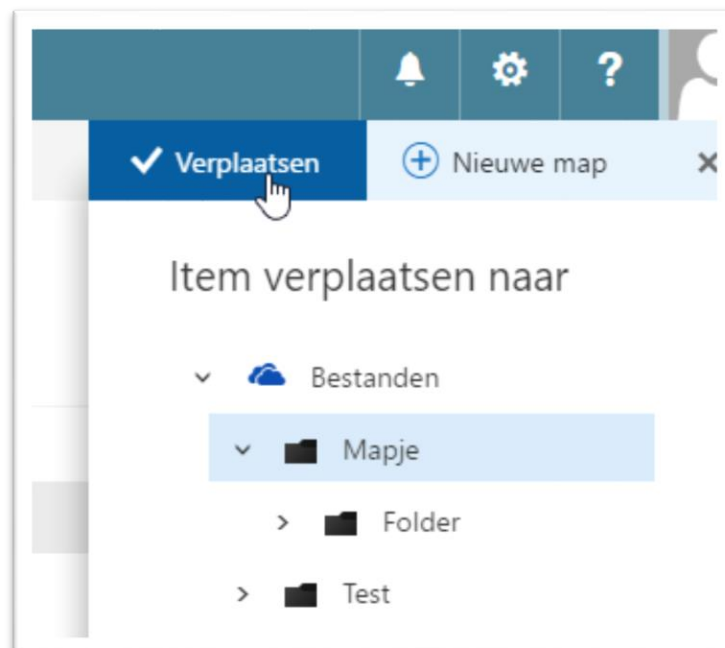 ?
Verplaatsen
Nieuwe map
Item verplaatsen naar
Bestanden
Mapje
Folder
Test